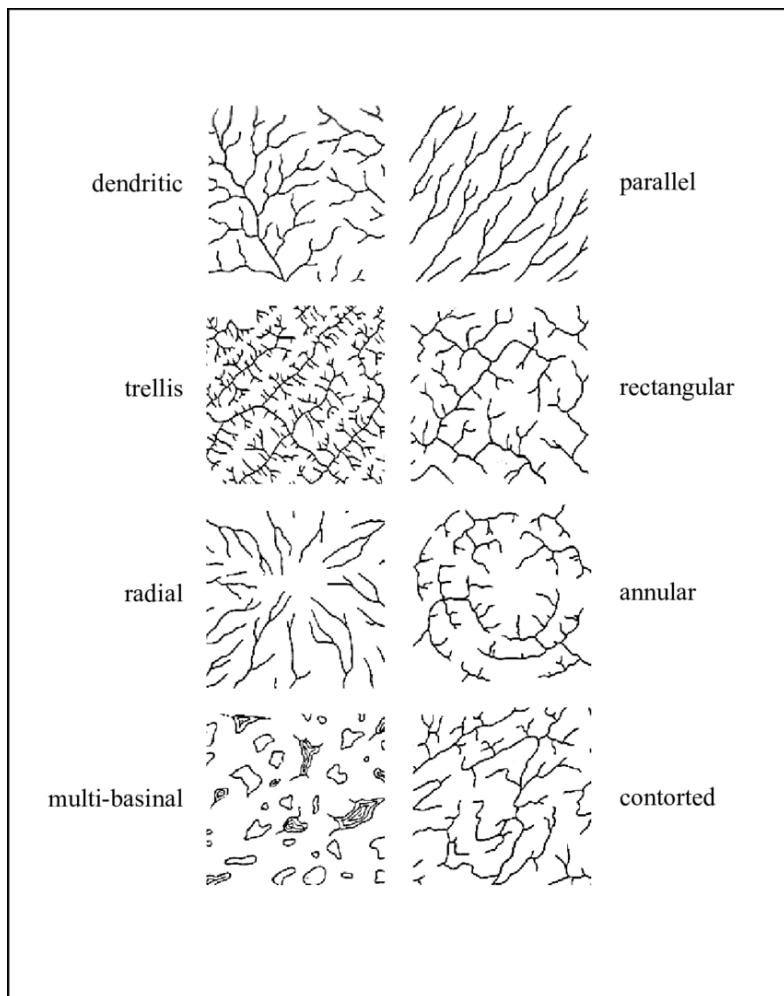 dendritic
parallel
trellis
rectangular
radial
annular
multi-basinal
contorted